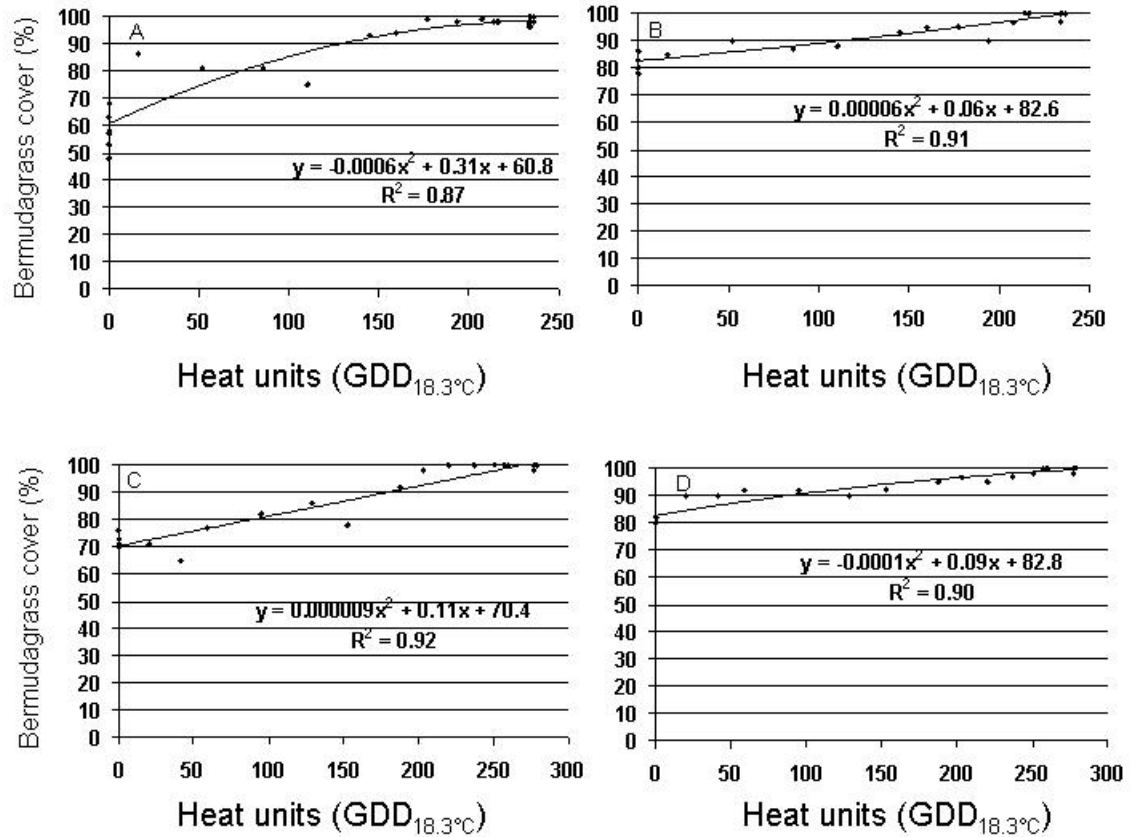 Bermudagrass cover (%)
A
100
90
80
70
60
50
40
30
20
10
0
y = -0.0006x² + 0.31x + 60.8
R² = 0.87
0 50 100 150 200 250
Heat units (GDD₁₈.₃°C)
B
100
90
80
70
60
50
40
30
20
10
0
y = 0.00006x² + 0.06x + 82.6
R² = 0.91
0 50 100 150 200 250
Heat units (GDD₁₈.₃°C)
Bermudagrass cover (%)
C
100
90
80
70
60
50
40
30
20
10
0
y = 0.000009x² + 0.11x + 70.4
R² = 0.92
0 50 100 150 200 250 300
Heat units (GDD₁₈.₃°C)
D
100
90
80
70
60
50
40
30
20
10
0
y = -0.0001x² + 0.09x + 82.8
R² = 0.90
0 50 100 150 200 250 300
Heat units (GDD₁₈.₃°C)